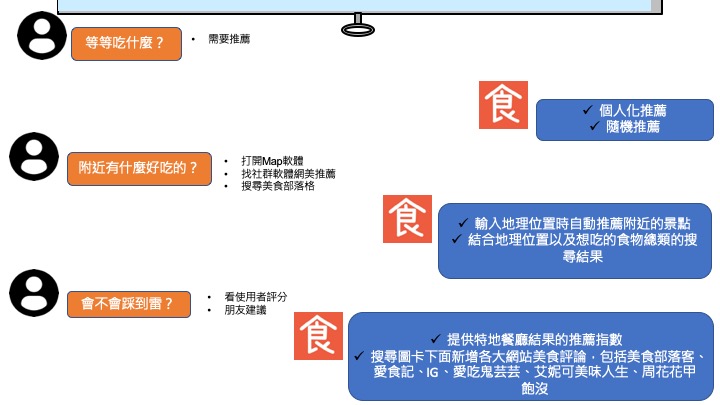 等等吃什麼？
• 需要推薦
食
✓ 個人化推薦
✓ 隨機推薦
附近有什麼好吃的？
• 打開Map軟體
• 找社群軟體網美推薦
• 搜尋美食部落格
食
✓ 輸入地理位置時自動推薦附近的景點
✓ 結合地理位置以及想吃的食物總類的搜
尋結果
會不會踩到雷？
• 看使用者評分
• 朋友建議
食
✓ 提供特地餐廳結果的推薦指數
✓ 搜尋圖卡下面新增各大網站美食評論，包括美食部落客、
愛食記、IG、愛吃鬼芸芸、艾妮可美味人生、周花花甲
飽沒